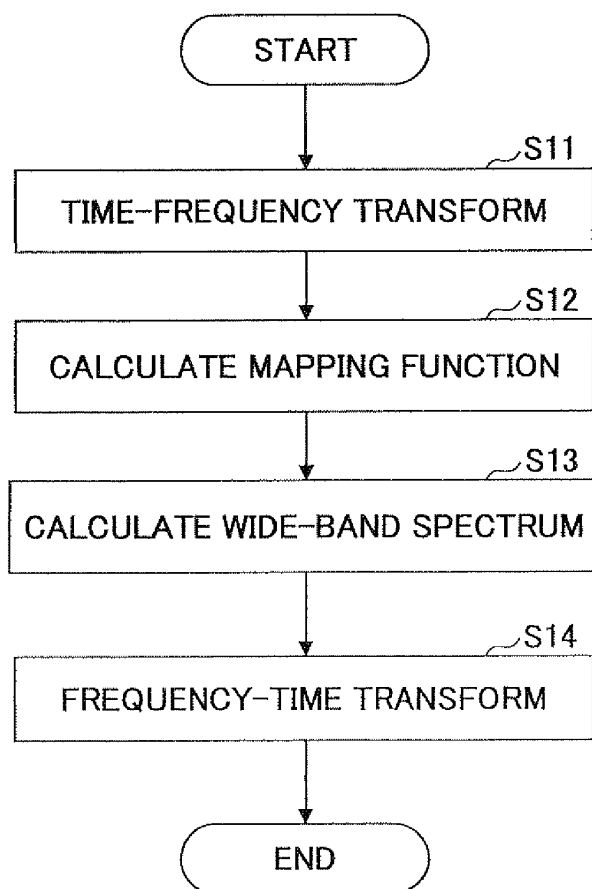 START
S11
TIME-FREQUENCY TRANSFORM
S12
CALCULATE MAPPING FUNCTION
S13
CALCULATE WIDE-BAND SPECTRUM
S14
FREQUENCY-TIME TRANSFORM
END